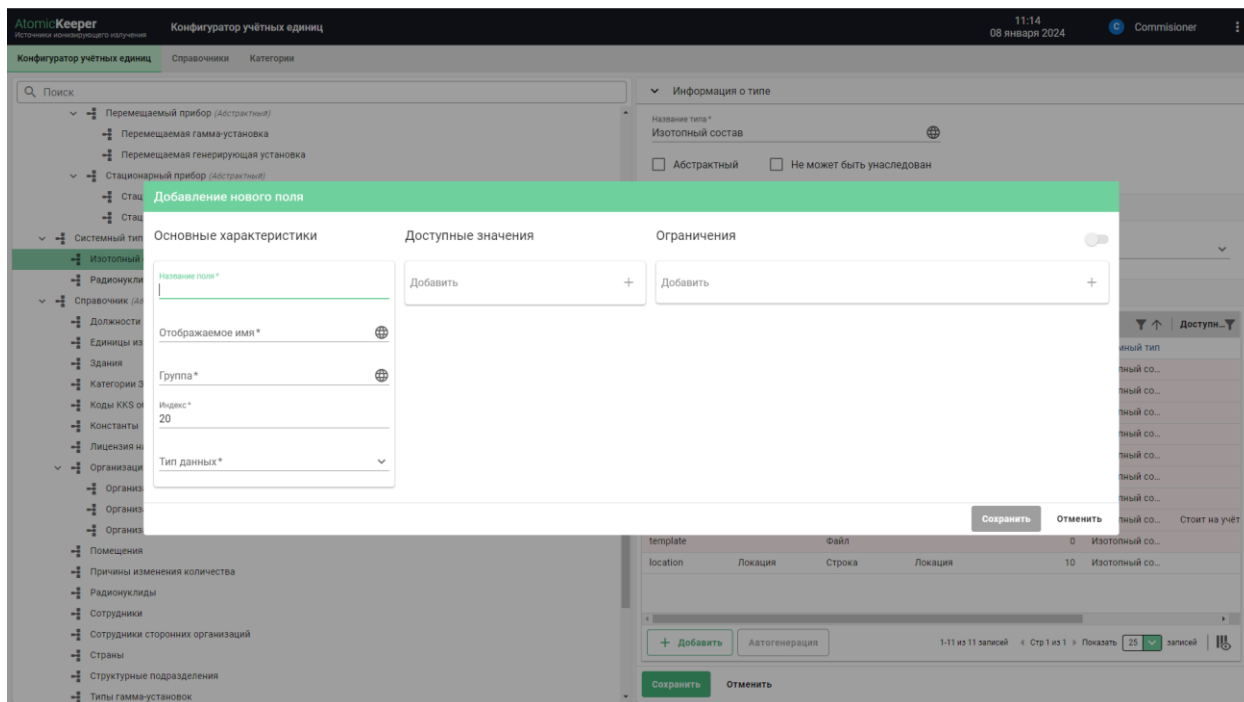 AtomicKeeper
Источники ионизирующего излучения
Конфигуратор учётных единиц
11:14
08 января 2024
C
Commisioner
Конфигуратор учётных единиц
Справочники
Категории
Поиск
Перемещаемый прибор (Абстрактный)
Перемещаемая гамма-установка
Перемещаемая генерирующая установка
Стационарный прибор (Абстрактный)
Стац
Стац
Системный тип
Изотопный
Радионукли
Справочник (Аб
Должности
Единицы из
Здания
Категории З
Коды KKS о
Константы
Лицензия на
Организаци
Организ
Организ
Организ
Помещения
Причины изменения количества
Радионуклиды
Сотрудники
Сотрудники сторонних организаций
Страны
Структурные подразделения
Типы гамма-установок
Информация о типе
Название типа*
Изотопный состав
Абстрактный
Не может быть унаследован
Добавление нового поля
Основные характеристики
Доступные значения
Ограничения
Название поля*
Добавить
Добавить
Отображаемое имя*
Группа*
Индекс*
20
Тип данных*
Сохранить
Отменить
Доступн...
мный тип
пный со...
пный со...
пный со...
пный со...
пный со...
пный со...
пный со...
пный со... Стоит на учёт
template Файл 0 Изотопный со...
location Локация Строка Локация 10 Изотопный со...
+ Добавить
Автогенерация
1-11 из 11 записей
Стр 1 из 1
Показать 25 записей
Сохранить
Отменить